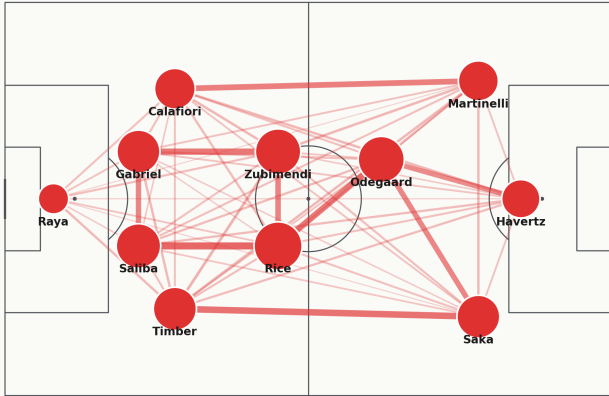 Calafiori
Martinelli
Gabriel
Zubimendi
Odegaard
Raya
Havertz
Saliba
Rice
Timber
Saka